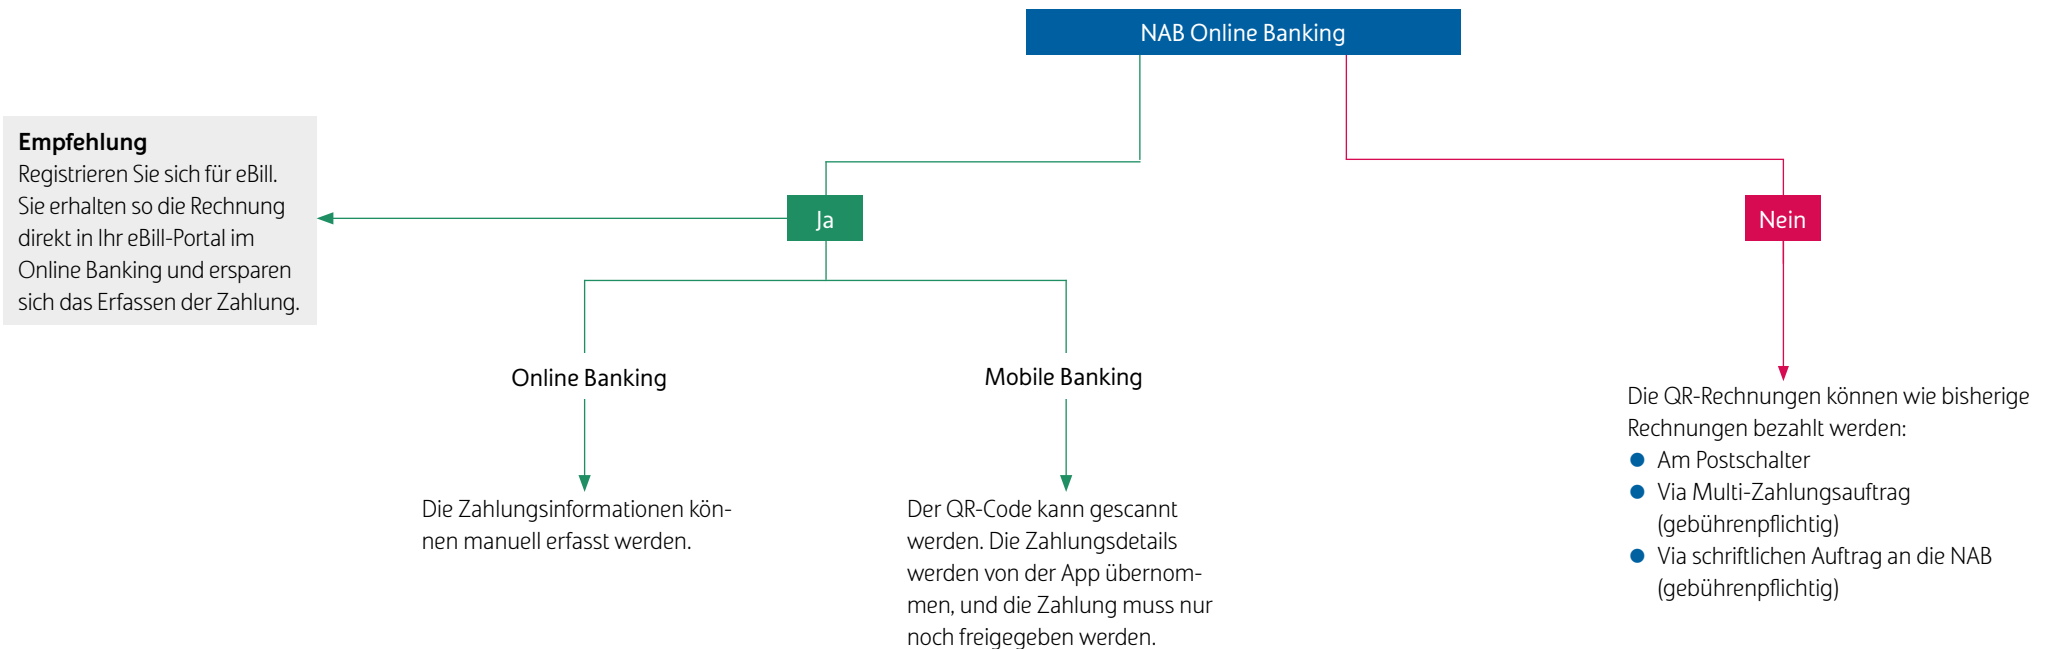 NAB Online Banking
Empfehlung
Registrieren Sie sich für eBill.
Sie erhalten so die Rechnung
direkt in Ihr eBill-Portal im
Online Banking und ersparen
sich das Erfassen der Zahlung.
Ja
Nein
Online Banking
Die Zahlungsinformationen kön-
nen manuell erfasst werden.
Mobile Banking
Der QR-Code kann gescannt
werden. Die Zahlungsdetails
werden von der App übernom-
men, und die Zahlung muss nur
noch freigegeben werden.
Die QR-Rechnungen können wie bisherige
Rechnungen bezahlt werden:
● Am Postschalter
● Via Multi-Zahlungsauftrag
(gebührenpflichtig)
● Via schriftlichen Auftrag an die NAB
(gebührenpflichtig)